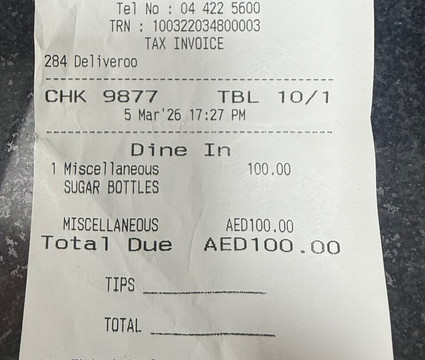 Tel No : 04 422 5600
TRN : 100322034800003
TAX INVOICE
284 Deliveroo
CHK 9877 TBL 10/1
5 Mar'26 17:27 PM
Dine In
1 Miscellaneous 100.00
SUGAR BOTTLES
MISCELLANEOUS AED100.00
Total Due AED100.00
TIPS
TOTAL